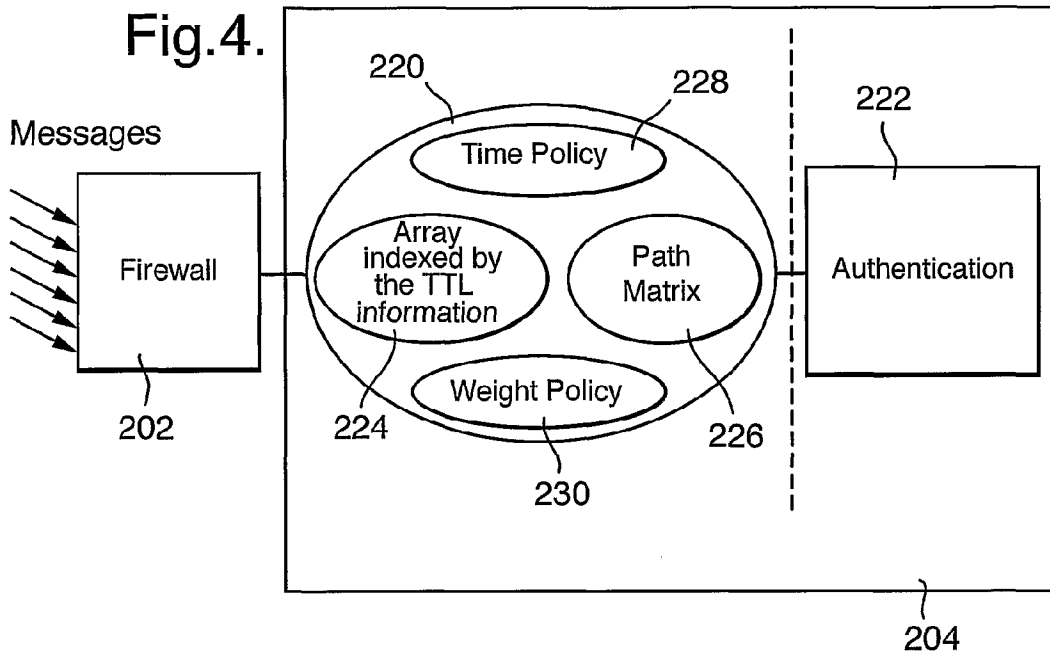 Fig.4.
220
228
222
Messages
Time Policy
Firewall
Array
indexed by
the TTL
information
Path
Matrix
Authentication
Weight Policy
202
224
226
230
204